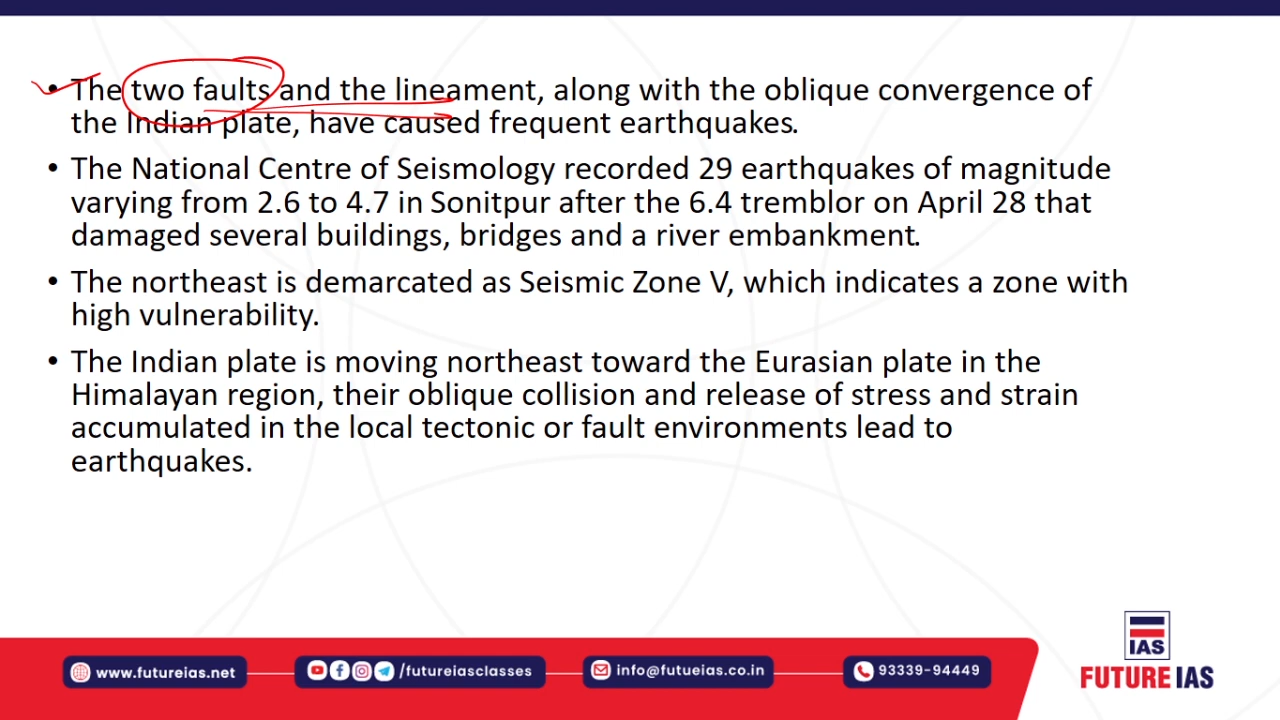 • The two faults and the lineament, along with the oblique convergence of
the Indian plate, have caused frequent earthquakes.
• The National Centre of Seismology recorded 29 earthquakes of magnitude
varying from 2.6 to 4.7 in Sonitpur after the 6.4 tremblor on April 28 that
damaged several buildings, bridges and a river embankment.
• The northeast is demarcated as Seismic Zone V, which indicates a zone with
high vulnerability.
• The Indian plate is moving northeast toward the Eurasian plate in the
Himalayan region, their oblique collision and release of stress and strain
accumulated in the local tectonic or fault environments lead to
earthquakes.
IAS
FUTURE IAS
www.futureias.net
/futureiasclasses
info@futueias.co.in
93339-94449